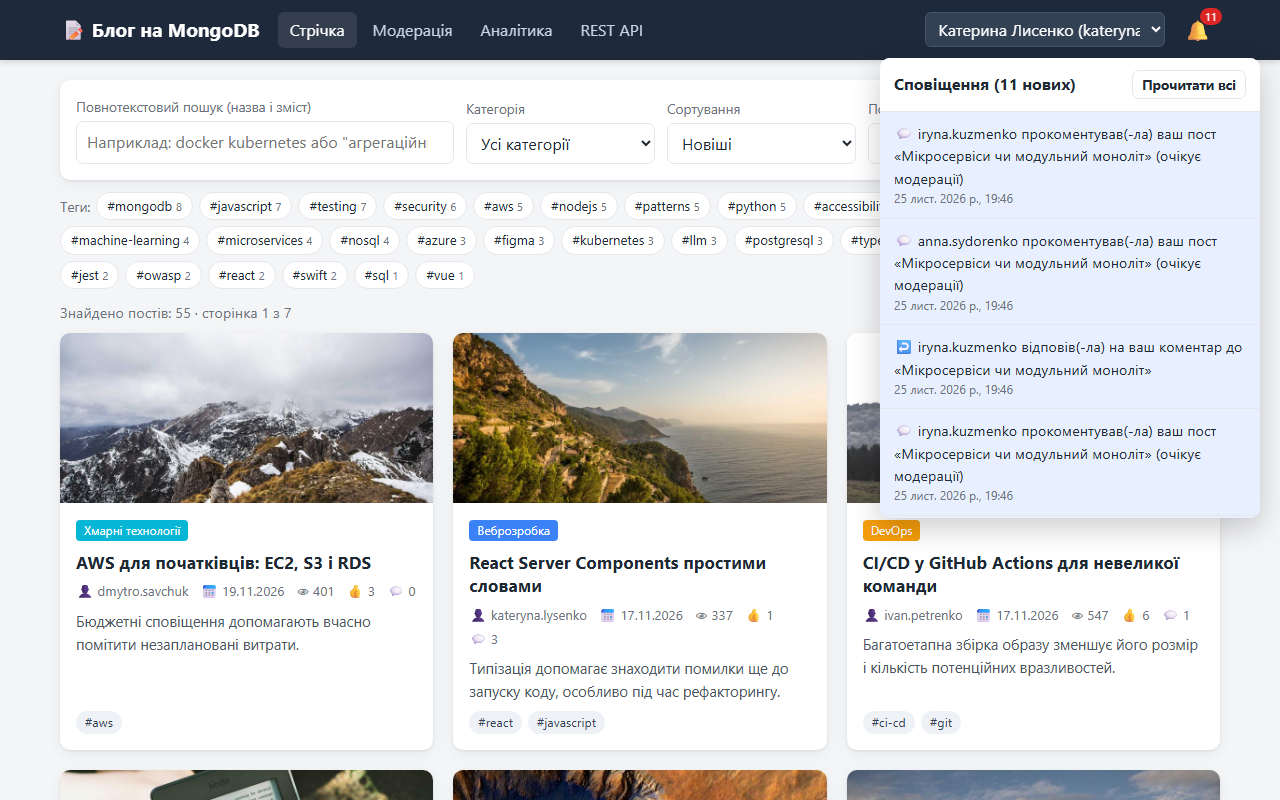 Блог на MongoDB
Стрічка
Модерація
Аналітика
REST API
Катерина Лисенко (kateryna
11
Сповіщення (11 нових)
Прочитати всі
iryna.kuzmenko прокоментував(-ла) ваш пост
«Мікросервіси чи модульний моноліт» (очікує
модерації)
25 лист. 2026 р., 19:46
anna.sydorenko прокоментував(-ла) ваш пост
«Мікросервіси чи модульний моноліт» (очікує
модерації)
25 лист. 2026 р., 19:46
iryna.kuzmenko відповів(-ла) на ваш коментар до
«Мікросервіси чи модульний моноліт»
25 лист. 2026 р., 19:46
iryna.kuzmenko прокоментував(-ла) ваш пост
«Мікросервіси чи модульний моноліт» (очікує
модерації)
25 лист. 2026 р., 19:46
Повнотекстовий пошук (назва і зміст)
Наприклад: docker kubernetes або "агрегаційн
Категорія
Усі категорії
Сортування
Новіші
Теги: #mongodb 8 #javascript 7 #testing 7 #security 6 #aws 5 #nodejs 5 #patterns 5 #python 5
#machine-learning 4 #microservices 4 #nosql 4 #azure 3 #figma 3 #kubernetes 3 #llm 3 #postgresql 3
#jest 2 #owasp 2 #react 2 #swift 2 #sql 1 #vue 1
Знайдено постів: 55 · сторінка 1 з 7
Хмарні технології
AWS для початківців: EC2, S3 і RDS
dmytro.savchuk 19.11.2026 401 3 0
Бюджетні сповіщення допомагають вчасно
помітити незаплановані витрати.
#aws
Веброзробка
React Server Components простими
словами
kateryna.lysenko 17.11.2026 337 1
3
Типізація допомагає знаходити помилки ще до
запуску коду, особливо під час рефакторингу.
#react #javascript
DevOps
CI/CD у GitHub Actions для невеликої
команди
ivan.petrenko 17.11.2026 547 6 1
Багатоетапна збірка образу зменшує його розмір
і кількість потенційних вразливостей.
#ci-cd #git
kindle